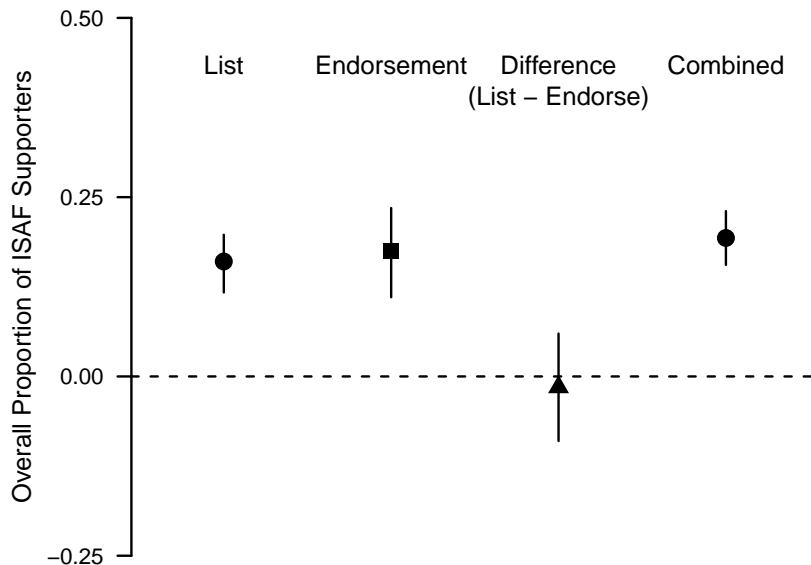 0.50
List
Endorsement
Difference
(List − Endorse)
Combined
0.25
0.00
−0.25
Overall Proportion of ISAF Supporters